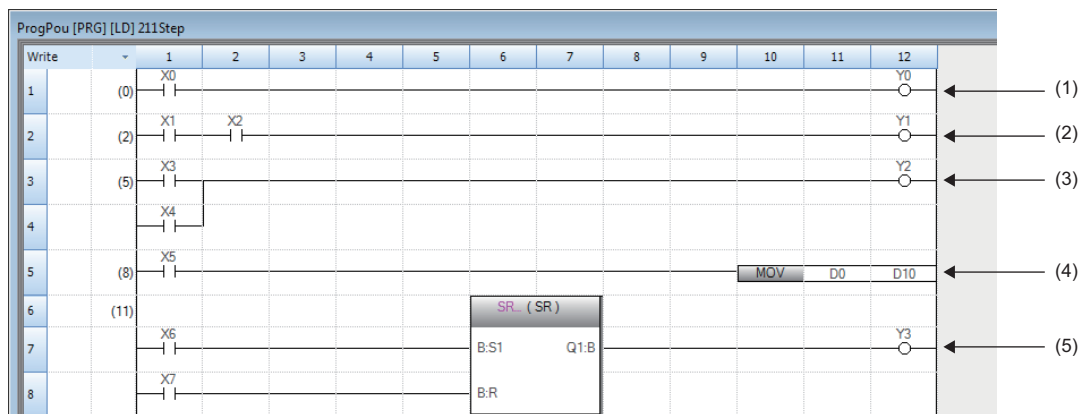 ProgPou [PRG] [LD] 211Step
Write 1 2 3 4 5 6 7 8 9 10 11 12
X0 Y0
1 (0) (1)
X1 X2 Y1
2 (2) (2)
X3 Y2
3 (5) (3)
X4
4
X5
5 (8) MOV D0 D10 (4)
6 (11) SR... ( SR )
X6 Y3
7 B:S1 Q1:B (5)
X7
8 B:R